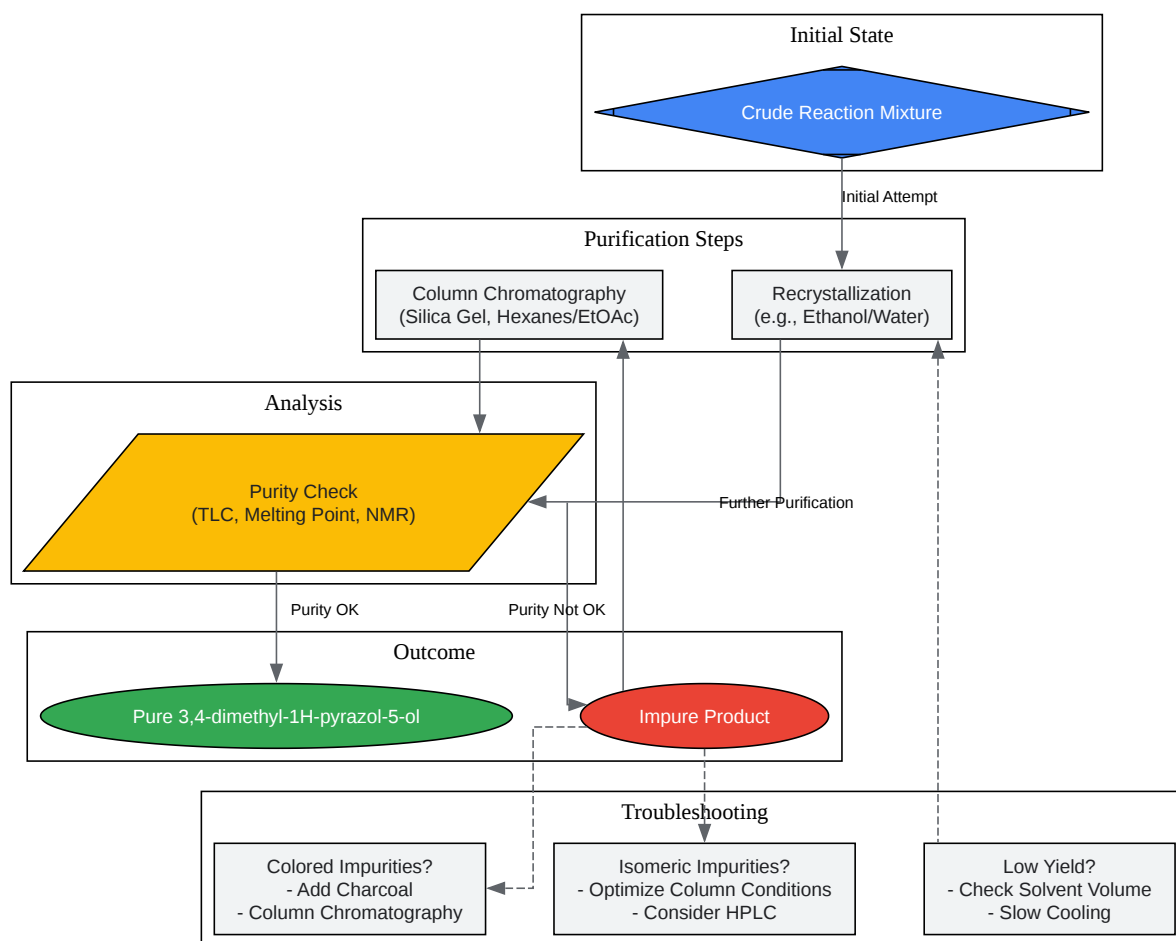 Initial State
Crude Reaction Mixture
Initial Attempt
Purification Steps
Column Chromatography
(Silica Gel, Hexanes/EtOAc)
Recrystallization
(e.g., Ethanol/Water)
Analysis
Purity Check
(TLC, Melting Point, NMR)
Further Purification
Purity OK
Purity Not OK
Outcome
Pure 3,4-dimethyl-1H-pyrazol-5-ol
Impure Product
Troubleshooting
Colored Impurities?
- Add Charcoal
- Column Chromatography
Isomeric Impurities?
- Optimize Column Conditions
- Consider HPLC
Low Yield?
- Check Solvent Volume
- Slow Cooling